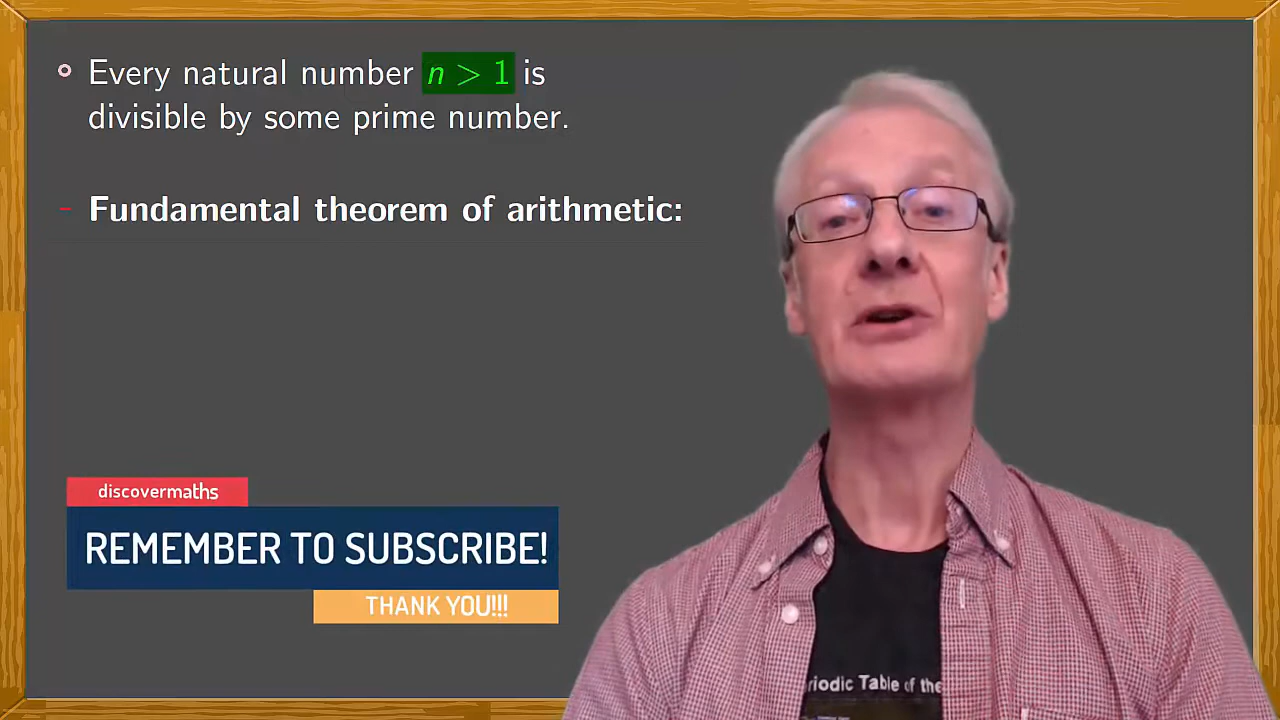 Every natural number n > 1 is
divisible by some prime number.
- Fundamental theorem of arithmetic:
discovermaths
REMEMBER TO SUBSCRIBE!
THANK YOU!!!
riodic Table of the